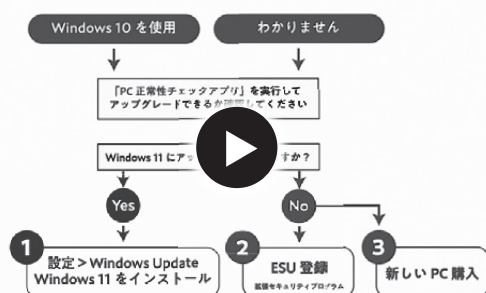 Windows 10 を使用
わかりません
「PC 正常性チェックアプリ」を実行して
アップグレードできるか確認してください
Windows 11 にアッ すか？
Yes
No
1
設定 > Windows Update
Windows 11 をインストール
2
ESU 登録
拡張セキュリティプログラム
3
新しい PC 購入